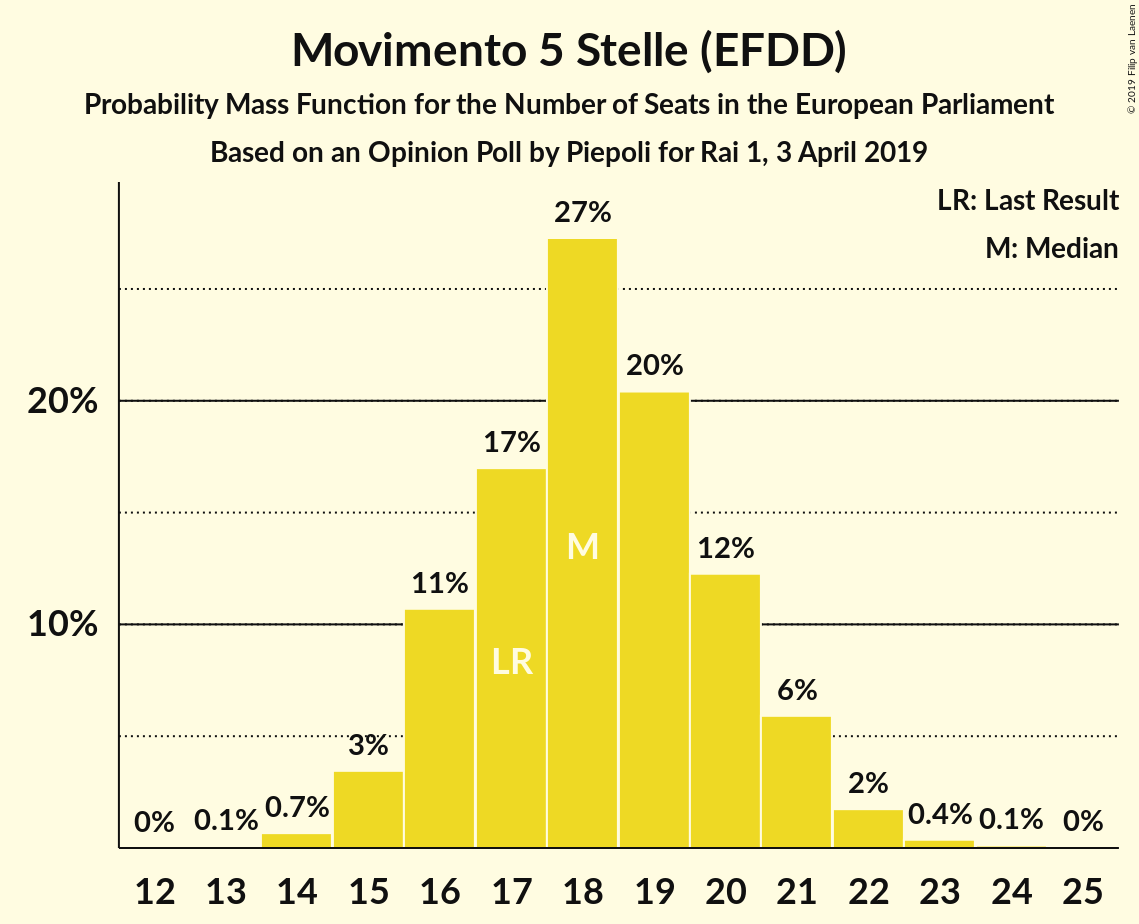 Movimento 5 Stelle (EFDD)
Probability Mass Function for the Number of Seats in the European Parliament
Based on an Opinion Poll by Piepoli for Rai 1, 3 April 2019
© 2019 Filip van Laenen
LR: Last Result
M: Median
27%
20%
20%
17%
M
12%
11%
10%
LR
6%
3%
2%
0% 0.1% 0.7% 0.4% 0.1% 0%
12 13 14 15 16 17 18 19 20 21 22 23 24 25